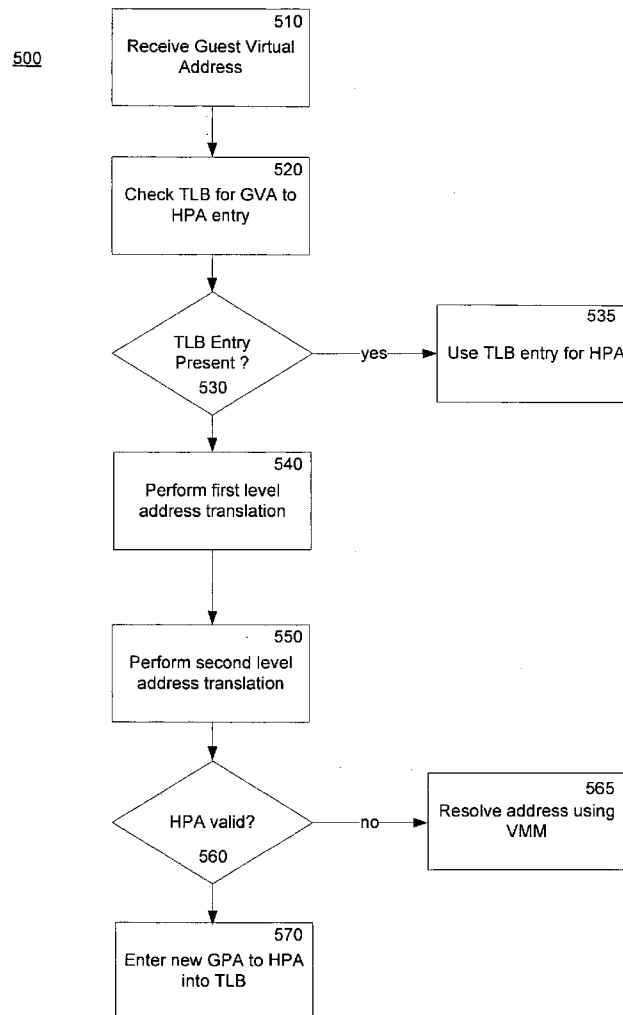 500
510
Receive Guest Virtual
Address
520
Check TLB for GVA to
HPA entry
TLB Entry
Present ?
530
yes
535
Use TLB entry for HPA
540
Perform first level
address translation
550
Perform second level
address translation
HPA valid?
560
no
565
Resolve address using
VMM
570
Enter new GPA to HPA
into TLB